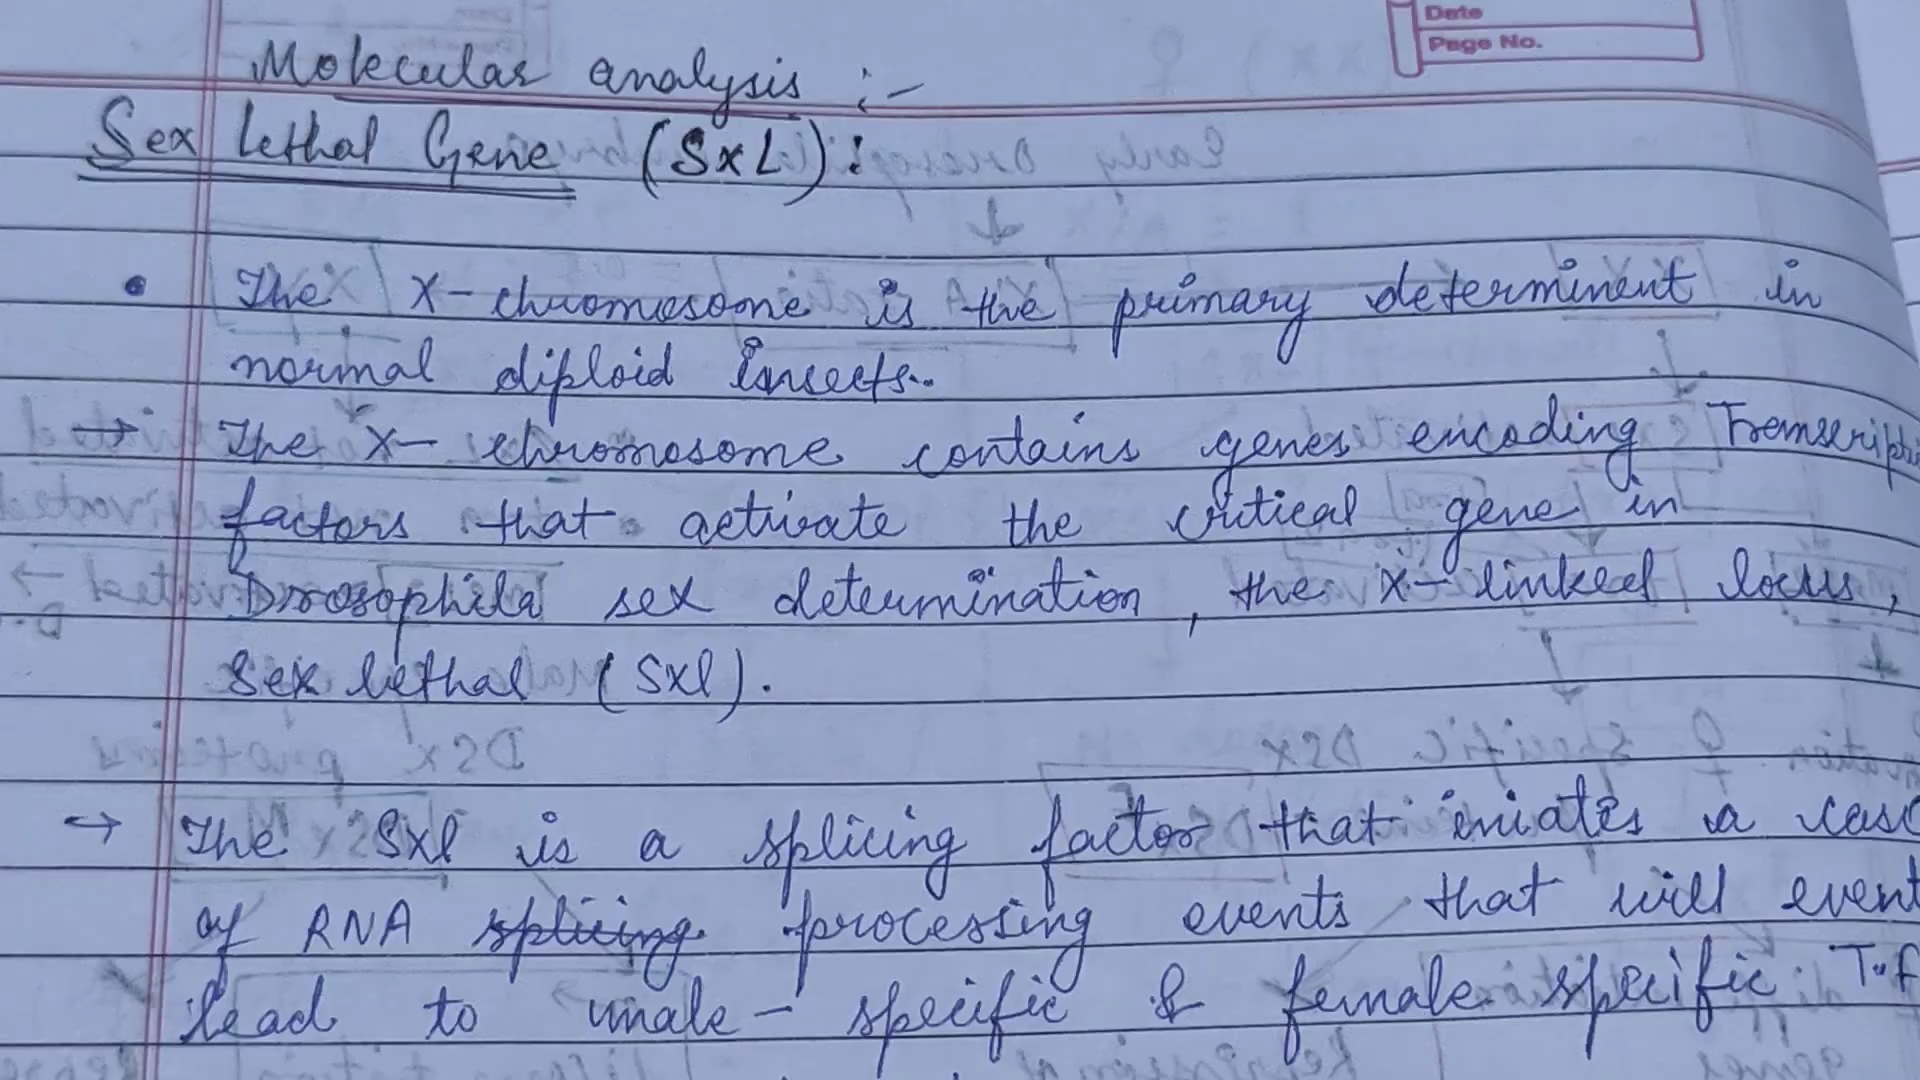 Date
Page No.
Molecular analysis :-
Sex lethal Gene (SxL) :
• The X-chromosome is the primary determinent in
normal diploid insects.
→ The X- chromosome contains genes encoding Transcripti
factors that activate the critical gene in
Drosophila sex determination, the X-linked locus,
Sex lethal (Sxl).
→ The Sxl is a splicing factor that iniates a casc
of RNA splicing processing events that will event
lead to male-specific & female specific T.F